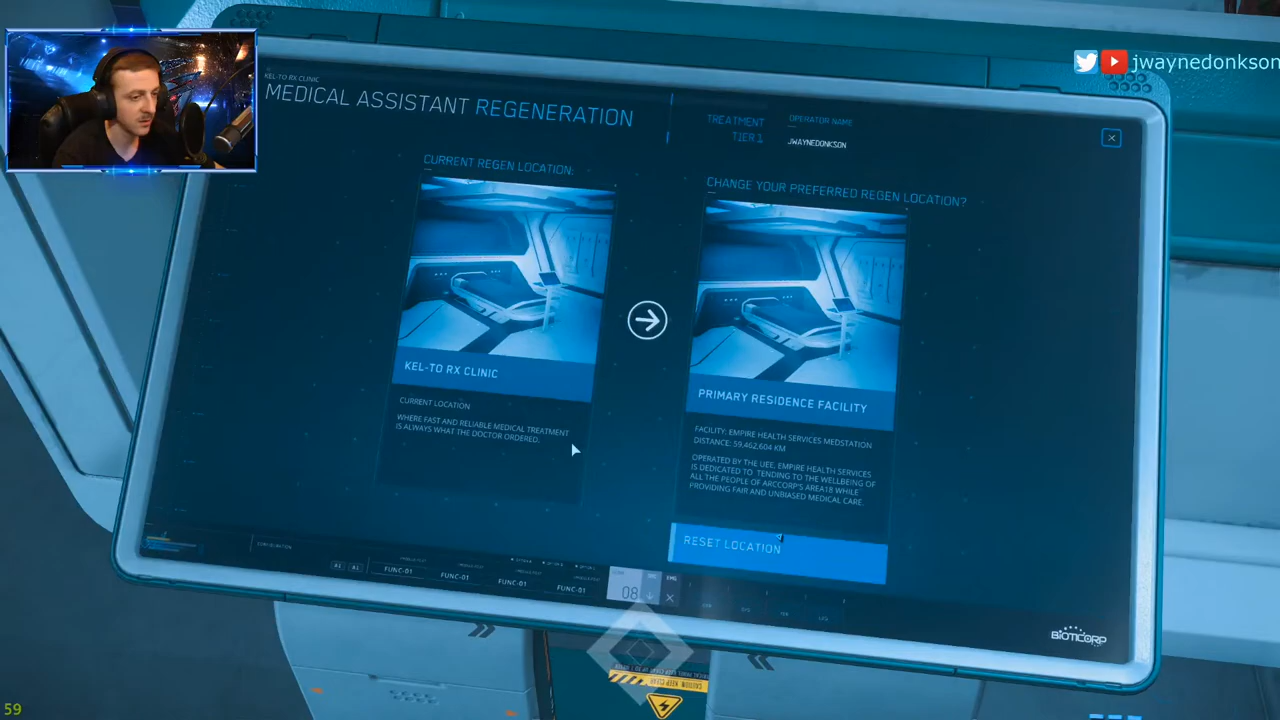 jwaynedonkson
KEL-TO RX CLINIC
MEDICAL ASSISTANT REGENERATION
TREATMENT
TIER 1
OPERATOR NAME
JWAYNEDONKSON
CURRENT REGEN LOCATION:
CHANGE YOUR PREFERRED REGEN LOCATION?
KEL-TO RX CLINIC
CURRENT LOCATION
WHERE FAST AND RELIABLE MEDICAL TREATMENT
IS ALWAYS WHAT THE DOCTOR ORDERED.
PRIMARY RESIDENCE FACILITY
FACILITY: EMPIRE HEALTH SERVICES MEDSTATION
DISTANCE: 59,462,604 KM
OPERATED BY THE UEE, EMPIRE HEALTH SERVICES
IS DEDICATED TO TENDING TO THE WELLBEING OF
ALL THE PEOPLE OF ARCCORP'S AREA18 WHILE
PROVIDING FAIR AND UNBIASED MEDICAL CARE.
RESET LOCATION
FUNC-01
FUNC-01
FUNC-01
FUNC-01
08
BIOTICORP
59